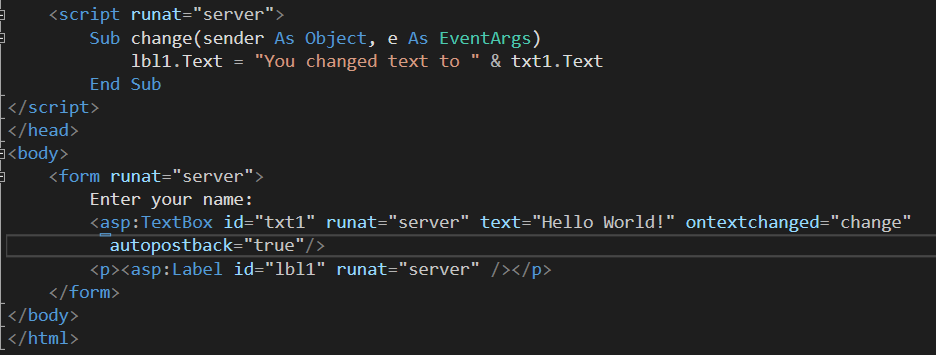 <script runat="server">
Sub change(sender As Object, e As EventArgs)
lbl1.Text = "You changed text to " & txt1.Text
End Sub
</script>
</head>
<body>
<form runat="server">
Enter your name:
<asp:TextBox id="txt1" runat="server" text="Hello World!" ontextchanged="change"
autopostback="true"/>
<p><asp:Label id="lbl1" runat="server" /></p>
</form>
</body>
</html>